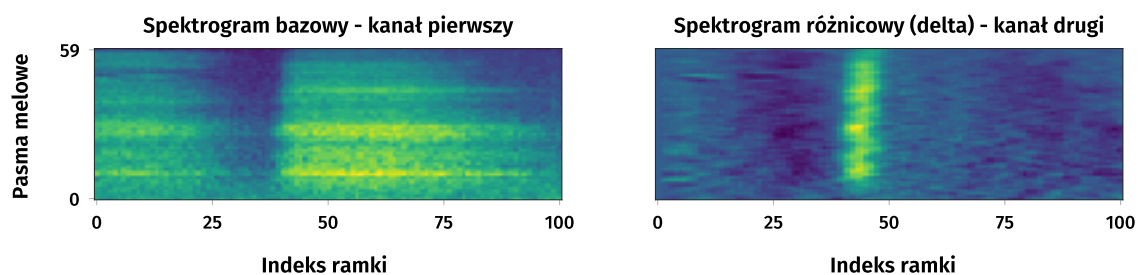 Spektrogram bazowy - kanał pierwszy
Spektrogram różnicowy (delta) - kanał drugi
Pasma melowe
59
0
0 25 50 75 100
0 25 50 75 100
Indeks ramki
Indeks ramki